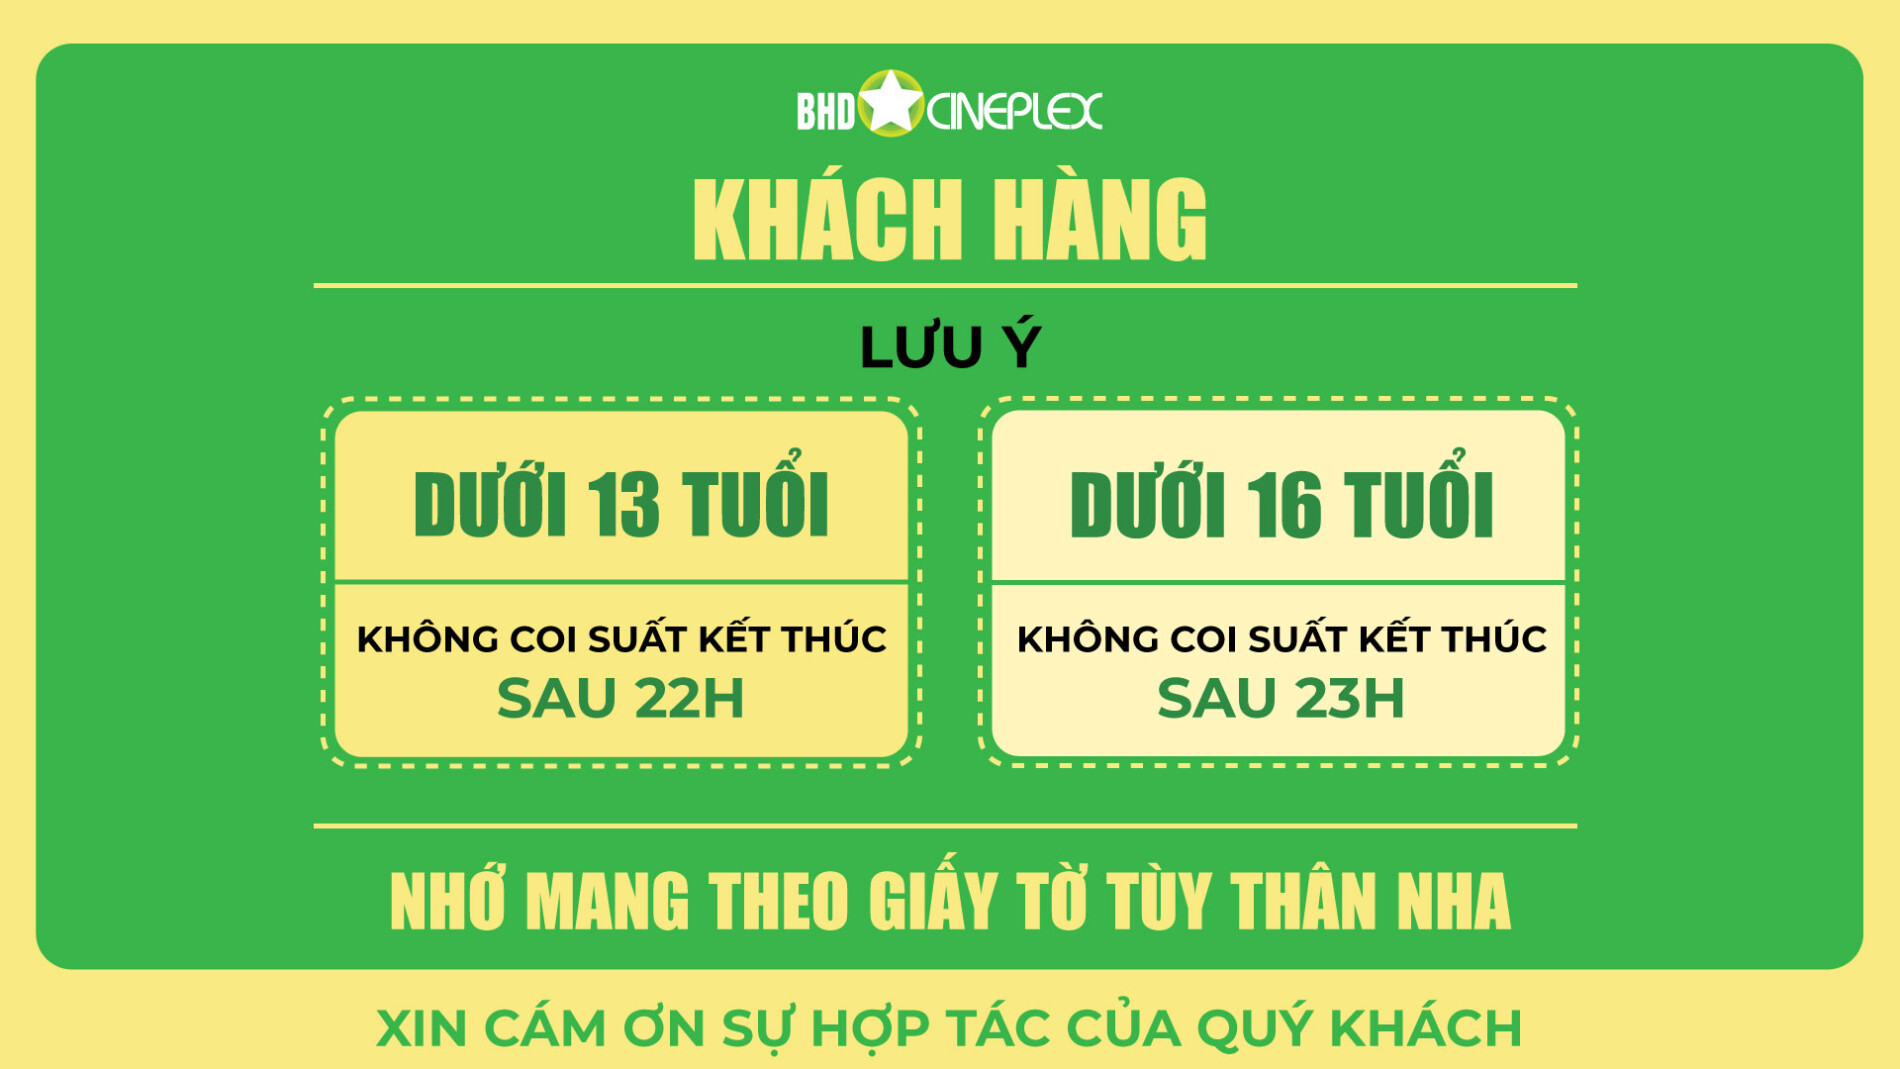 BHD CINEPLEX
KHÁCH HÀNG
LƯU Ý
DƯỚI 13 TUỔI
KHÔNG COI SUẤT KẾT THÚC
SAU 22H
DƯỚI 16 TUỔI
KHÔNG COI SUẤT KẾT THÚC
SAU 23H
NHỚ MANG THEO GIẤY TỜ TÙY THÂN NHA
XIN CÁM ƠN SỰ HỢP TÁC CỦA QUÝ KHÁCH